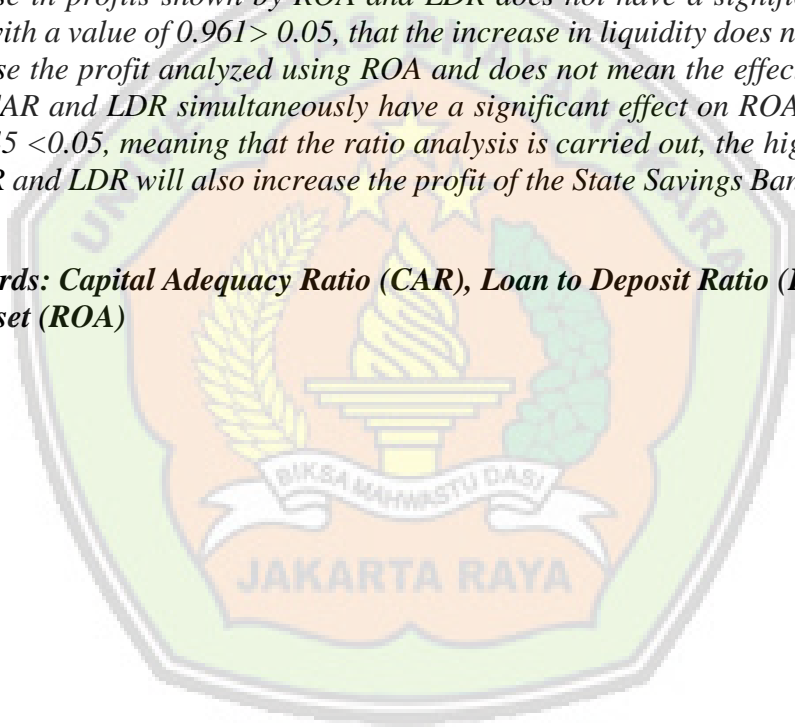 se in profits shown by ROA and LDR does not have a signific
with a value of 0.961> 0.05, that the increase in liquidity does n
se the profit analyzed using ROA and does not mean the effec
AR and LDR simultaneously have a significant effect on ROA
5 <0.05, meaning that the ratio analysis is carried out, the hig
R and LDR will also increase the profit of the State Savings Ban
rds: Capital Adequacy Ratio (CAR), Loan to Deposit Ratio (
set (ROA)
UNIVERSITAS BHAYANGKARA
BIKSA MAHWASTU DASI
JAKARTA RAYA